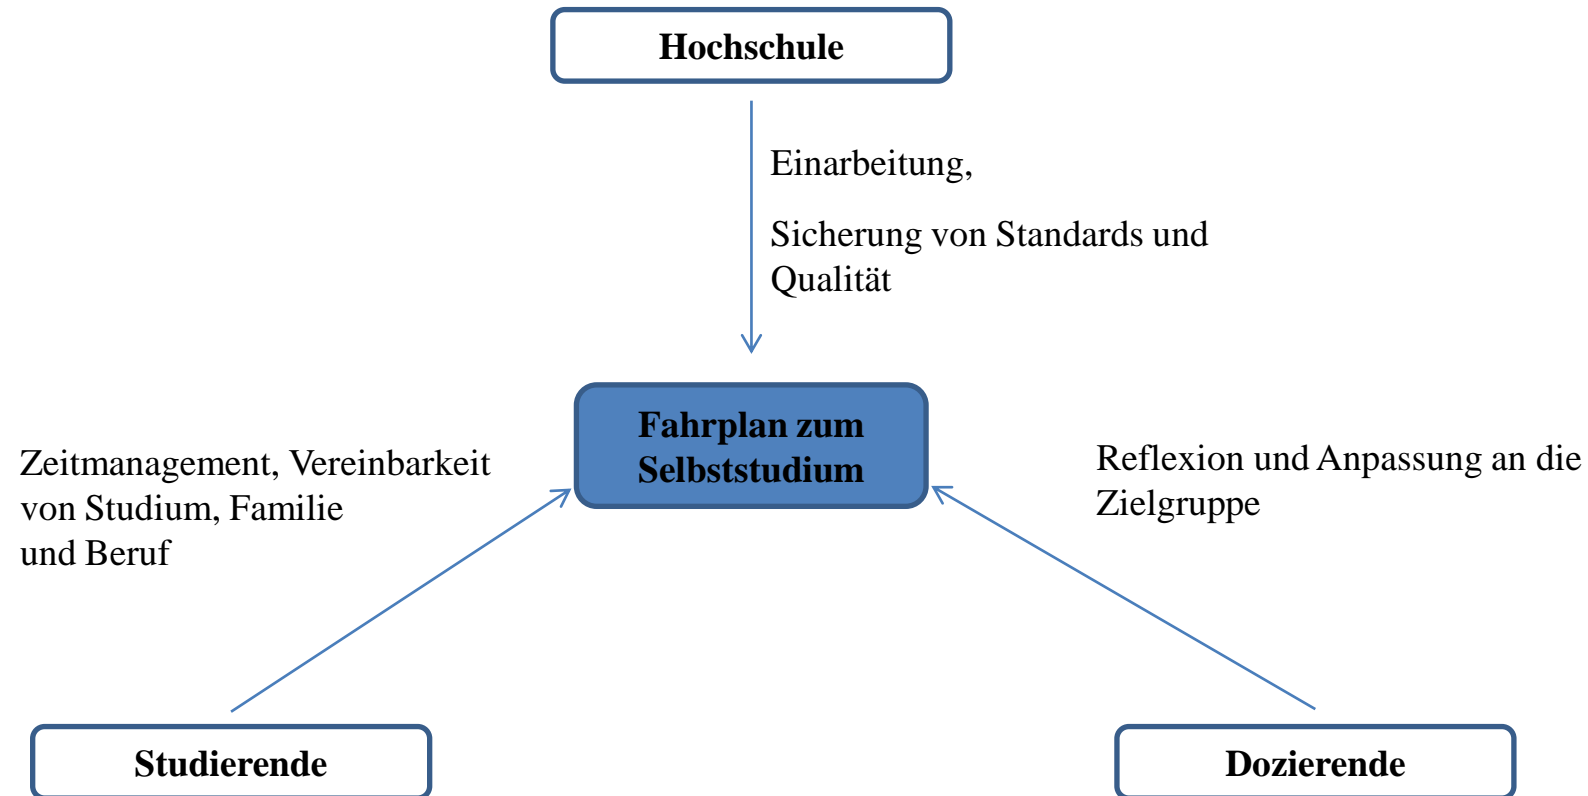 Hochschule
Einarbeitung,
Sicherung von Standards und
Qualität
Fahrplan zum
Selbststudium
Zeitmanagement, Vereinbarkeit
von Studium, Familie
und Beruf
Reflexion und Anpassung an die
Zielgruppe
Studierende
Dozierende